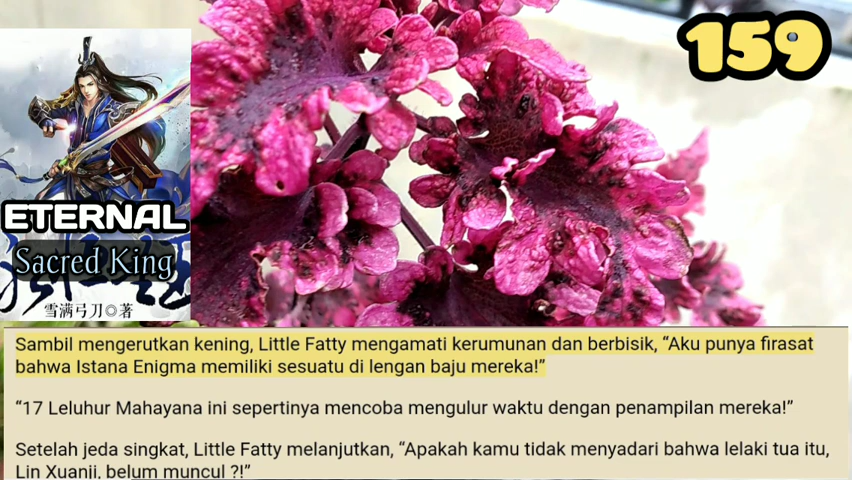 159
ETERNAL
Sacred King
雪满弓刀◎著
Sambil mengerutkan kening, Little Fatty mengamati kerumunan dan berbisik, “Aku punya firasat
bahwa Istana Enigma memiliki sesuatu di lengan baju mereka!”
“17 Leluhur Mahayana ini sepertinya mencoba mengulur waktu dengan penampilan mereka!”
Setelah jeda singkat, Little Fatty melanjutkan, “Apakah kamu tidak menyadari bahwa lelaki tua itu,
Lin Xuanji, belum muncul ?!”